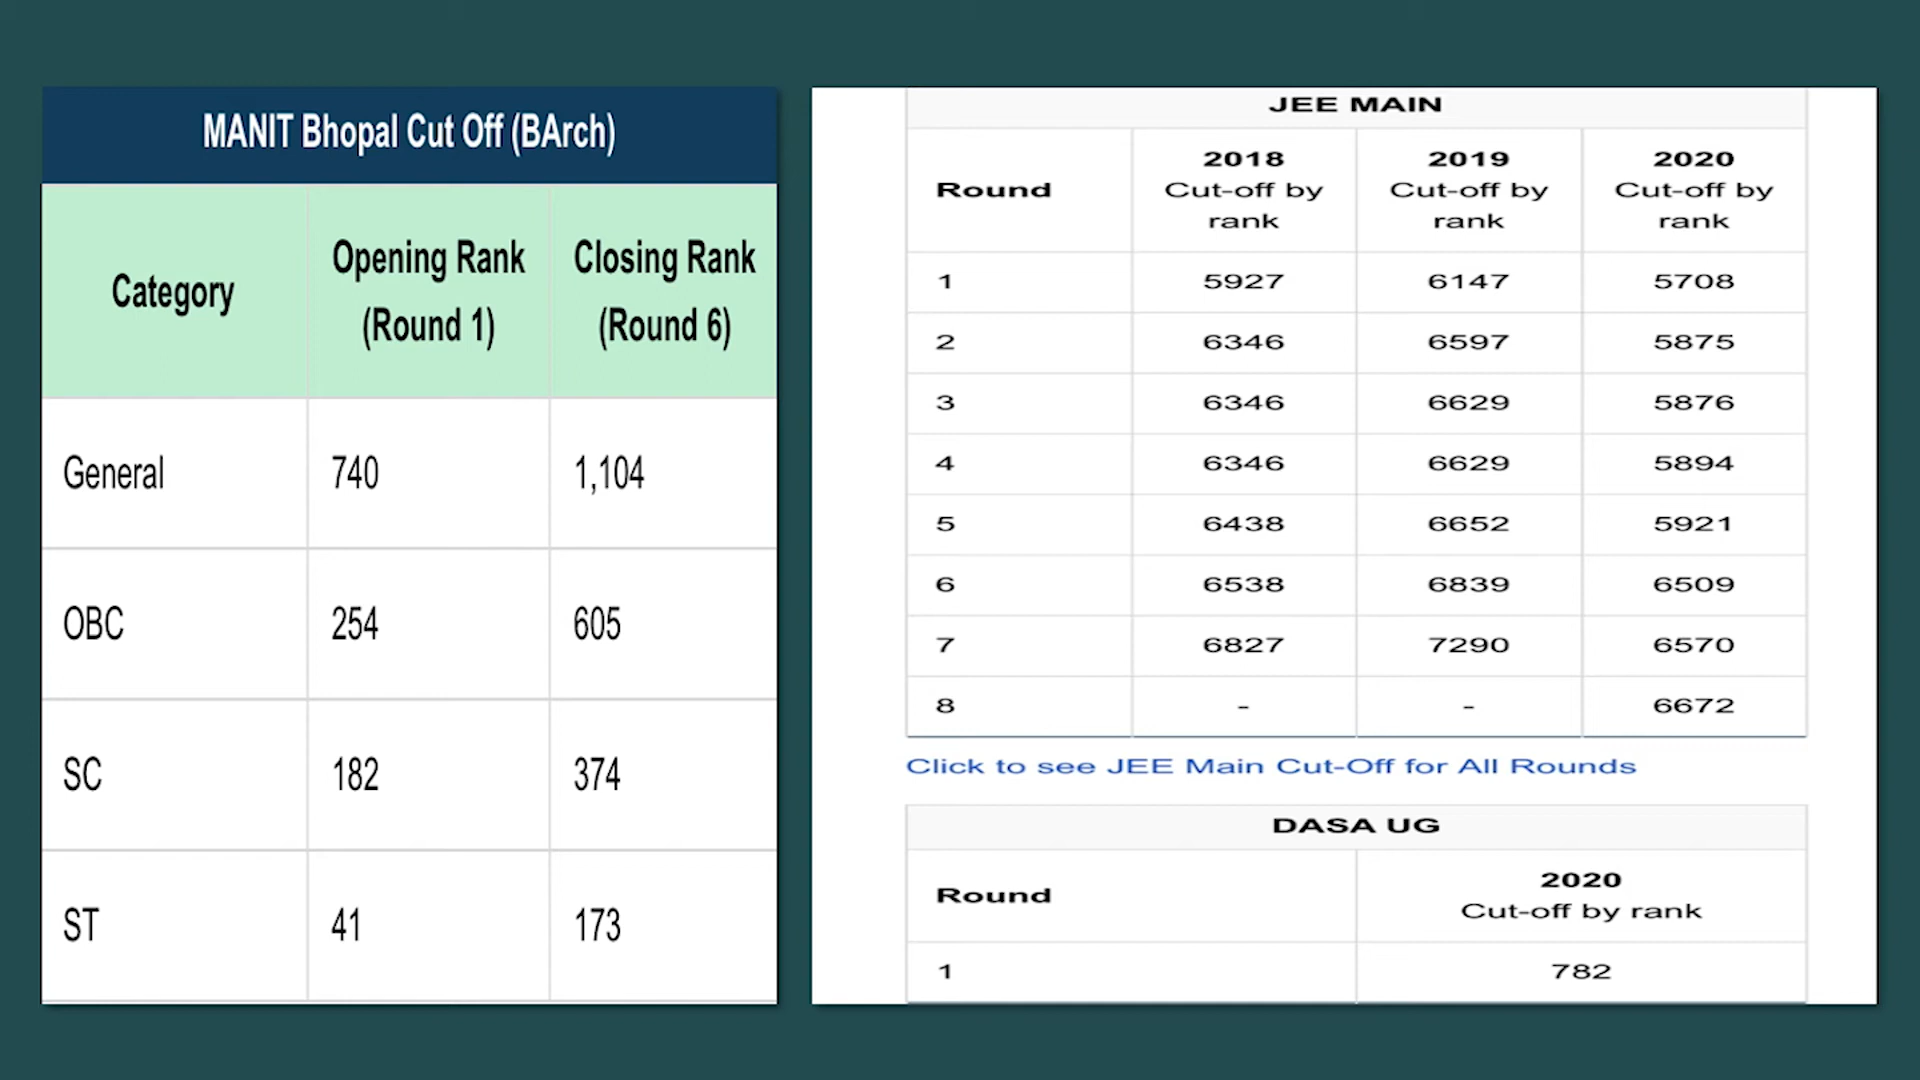 MANIT Bhopal Cut Off (BArch)
Category
Opening Rank
(Round 1)
Closing Rank
(Round 6)
General 740 1,104
OBC 254 605
SC 182 374
ST 41 173
JEE MAIN
Round
2018
Cut-off by
rank
2019
Cut-off by
rank
2020
Cut-off by
rank
1 5927 6147 5708
2 6346 6597 5875
3 6346 6629 5876
4 6346 6629 5894
5 6438 6652 5921
6 6538 6839 6509
7 6827 7290 6570
8 - - 6672
Click to see JEE Main Cut-Off for All Rounds
DASA UG
Round
2020
Cut-off by rank
1 782